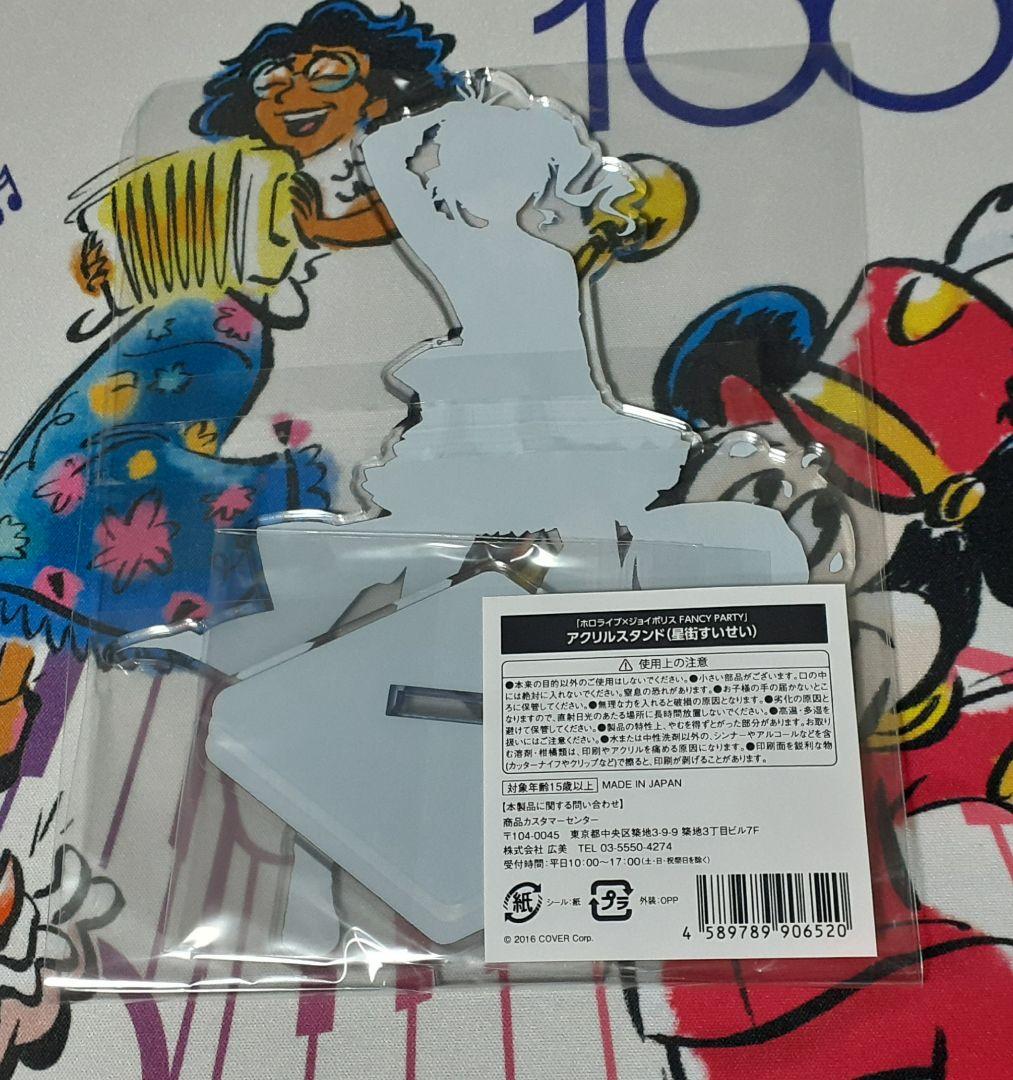 100
「ホロライブ×ジョイポリス FANCY PARTY」
アクリルスタンド(星街すいせい)
使用上の注意
●本来の目的以外のご使用はしないでください。●小さい部品がございます。口の中
には絶対に入れないでください。窒息の恐れがあります。●お子様の手の届かないとこ
ろに保管してください。●無理な力を入れると破損の原因となります。●劣化の原因と
なりますので、直射日光のあたる場所に長時間放置しないでください。●高温・多湿を
避けて保管してください。●製品の特性上、やむを得ずとがった部分があります。お取り
扱いにはご注意ください。●水または中性洗剤以外の、シンナーやアルコールなどを含
む溶剤・柑橘類は、印刷やアクリルを痛める原因になります。●印刷面を鋭利な物
(カッターナイフやクリップなど)で擦ると、印刷が剥げることがあります。
対象年齢15歳以上 MADE IN JAPAN
【本製品に関する問い合わせ】
商品カスタマーセンター
〒104-0045 東京都中央区築地3-9-9 築地3丁目ビル7F
株式会社 広美 TEL 03-5550-4274
受付時間:平日10:00~17:00(土・日・祝祭日を除く)
紙 シール:紙 プラ 外装:OPP
4 589789 906520
© 2016 COVER Corp.